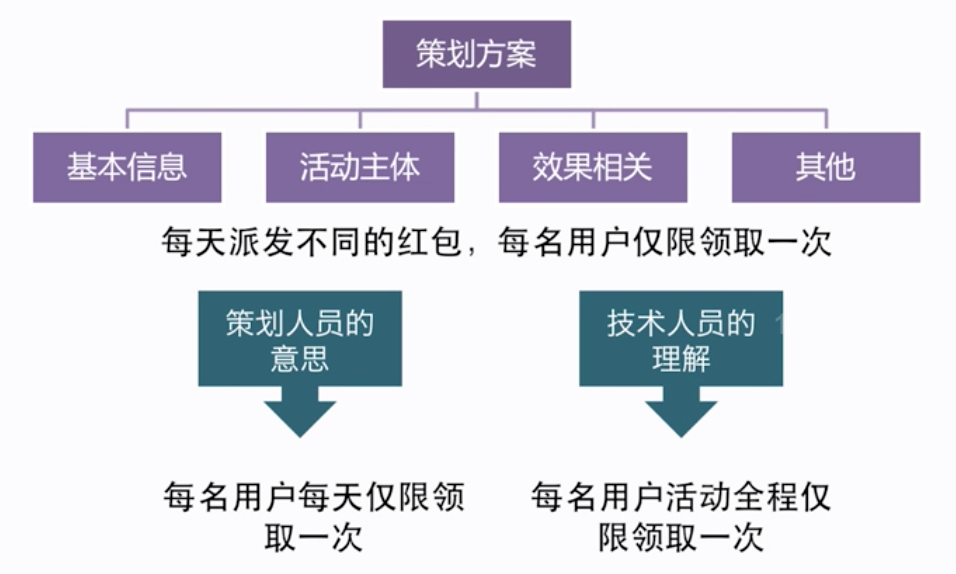 策划方案
基本信息
活动主体
效果相关
其他
每天派发不同的红包，每名用户仅限领取一次
策划人员的
意思
技术人员的
理解
每名用户每天仅限领
取一次
每名用户活动全程仅
限领取一次